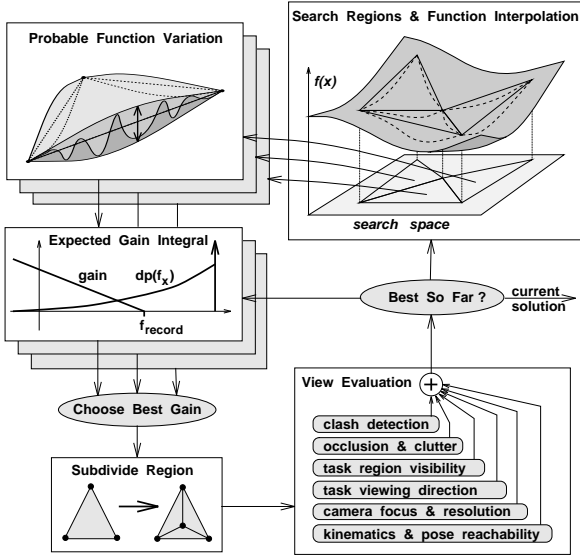 Probable Function Variation
Search Regions & Function Interpolation
f(x)
search space
Expected Gain Integral
gain
dp(f_x)
f_record
Best So Far ?
current
solution
Choose Best Gain
View Evaluation
+
clash detection
occlusion & clutter
task region visibility
task viewing direction
camera focus & resolution
kinematics & pose reachability
Subdivide Region